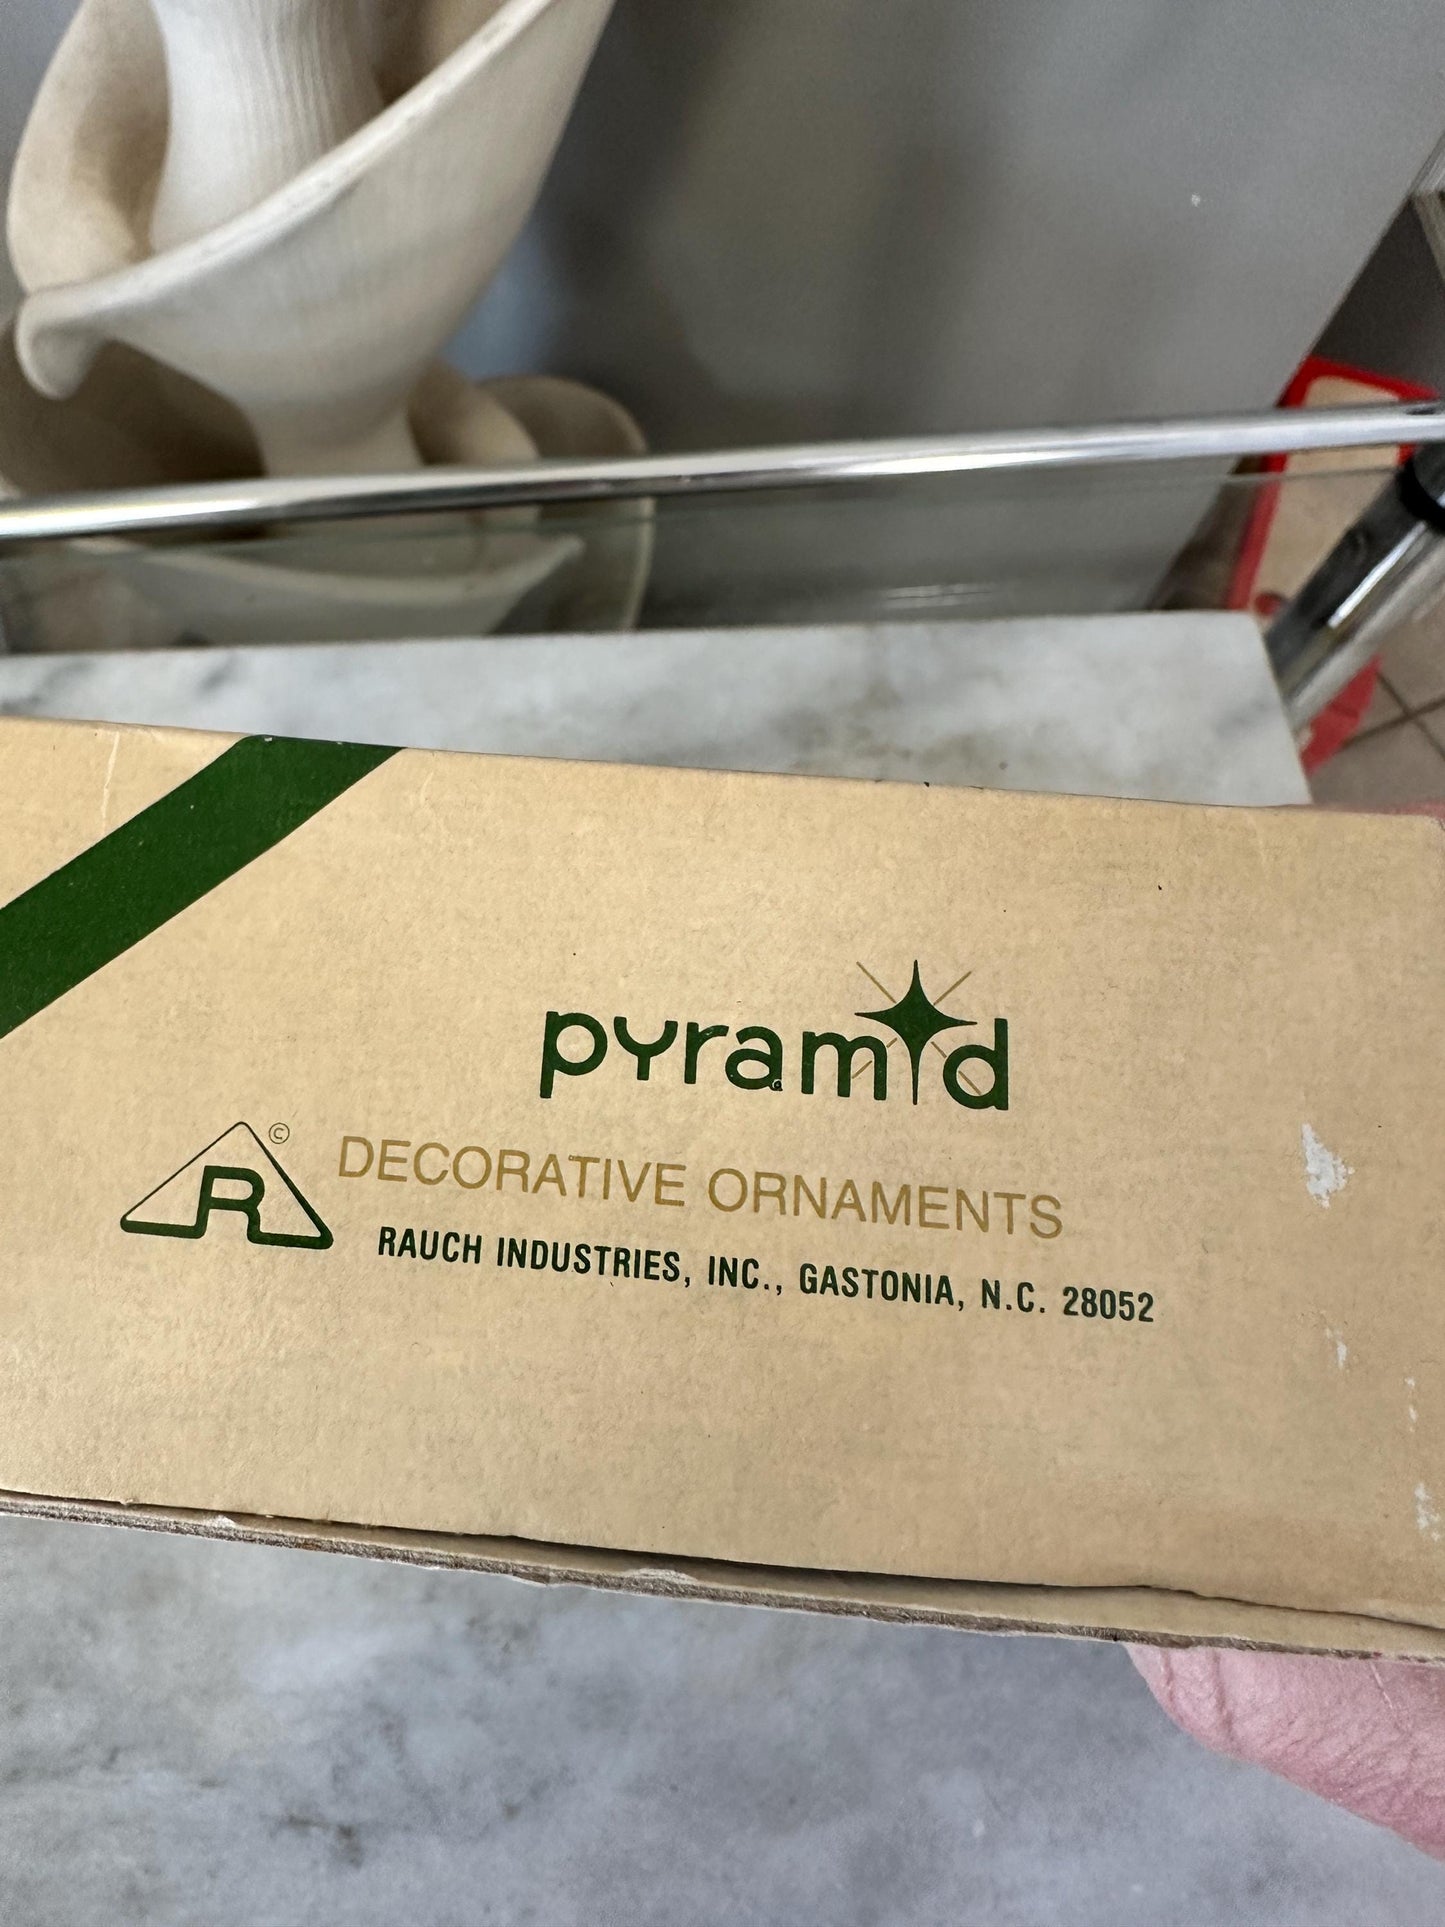 pyramid
R ©
DECORATIVE ORNAMENTS
RAUCH INDUSTRIES, INC., GASTONIA, N.C. 28052